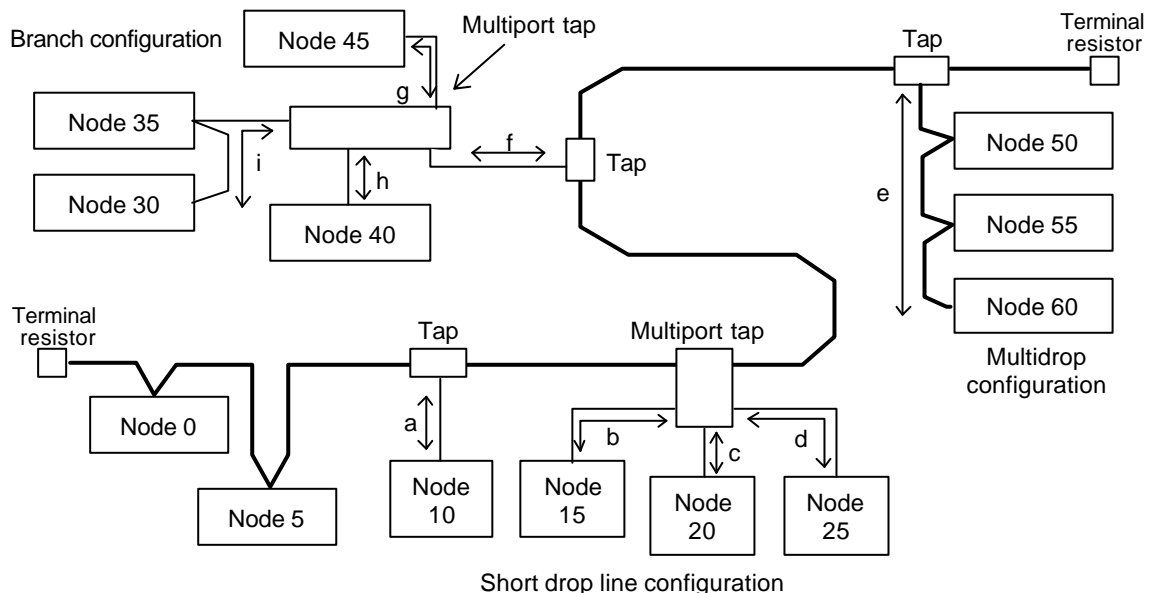 Branch configuration
Node 45
Multiport tap
Tap
Terminal
resistor
g
Node 35
i
Node 30
h
Node 40
f
Tap
Node 50
e
Node 55
Node 60
Multidrop
configuration
Terminal
resistor
Tap
Multiport tap
Node 0
Node 5
a
Node
10
b
Node
15
c
Node
20
d
Node
25
Short drop line configuration